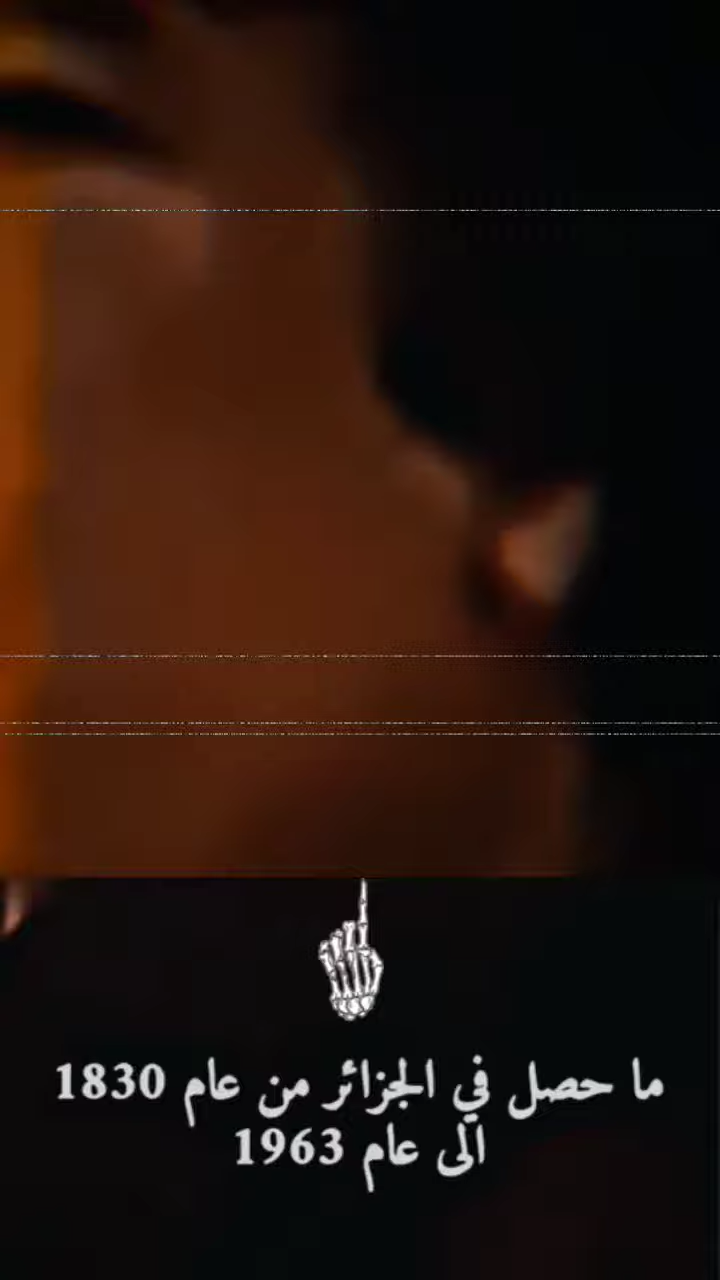 ما حصل في الجزائر من عام 1830
الى عام 1963